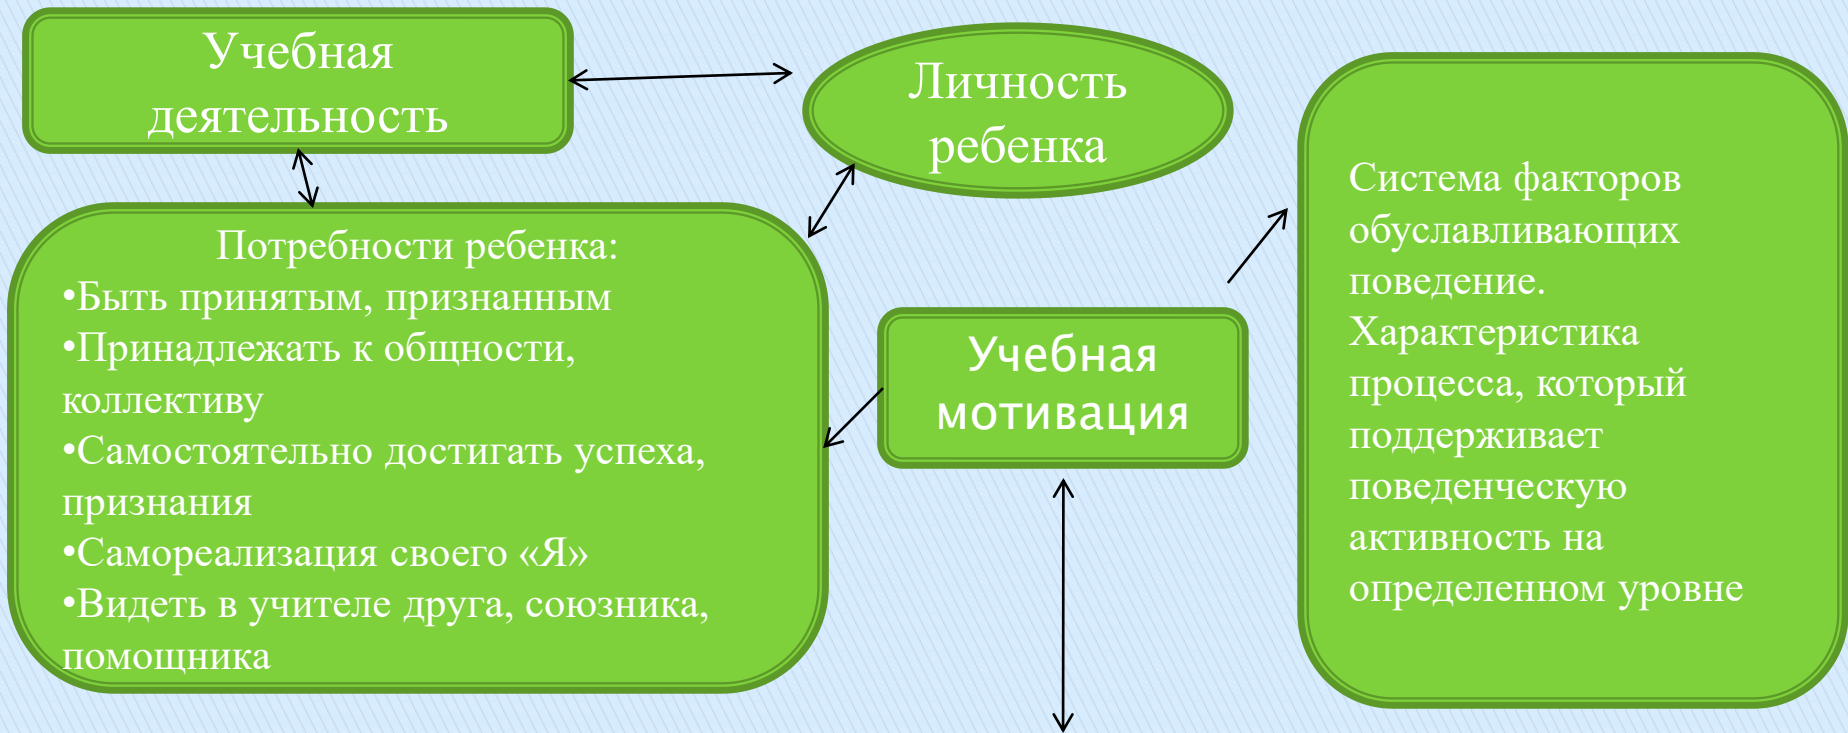 Учебная
деятельность
Личность
ребенка
Потребности ребенка:
•Быть принятым, признанным
•Принадлежать к общности,
коллективу
•Самостоятельно достигать успеха,
признания
•Самореализация своего «Я»
•Видеть в учителе друга, союзника,
помощника
Учебная
мотивация
Система факторов
обуславливающих
поведение.
Характеристика
процесса, который
поддерживает
поведенческую
активность на
определенном уровне